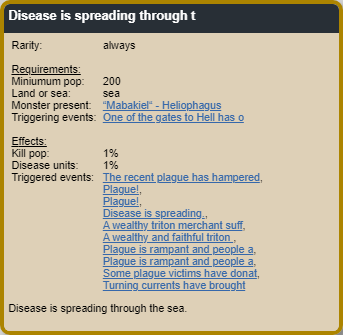 Disease is spreading through t
Rarity: always
Requirements:
Miniumum pop: 200
Land or sea: sea
Monster present: “Mabakiel“ - Heliophagus
Triggering events: One of the gates to Hell has o
Effects:
Kill pop: 1%
Disease units: 1%
Triggered events: The recent plague has hampered,
Plague!,
Plague!,
Disease is spreading.,
A wealthy triton merchant suff,
A wealthy and faithful triton ,
Plague is rampant and people a,
Plague is rampant and people a,
Some plague victims have donat,
Turning currents have brought
Disease is spreading through the sea.